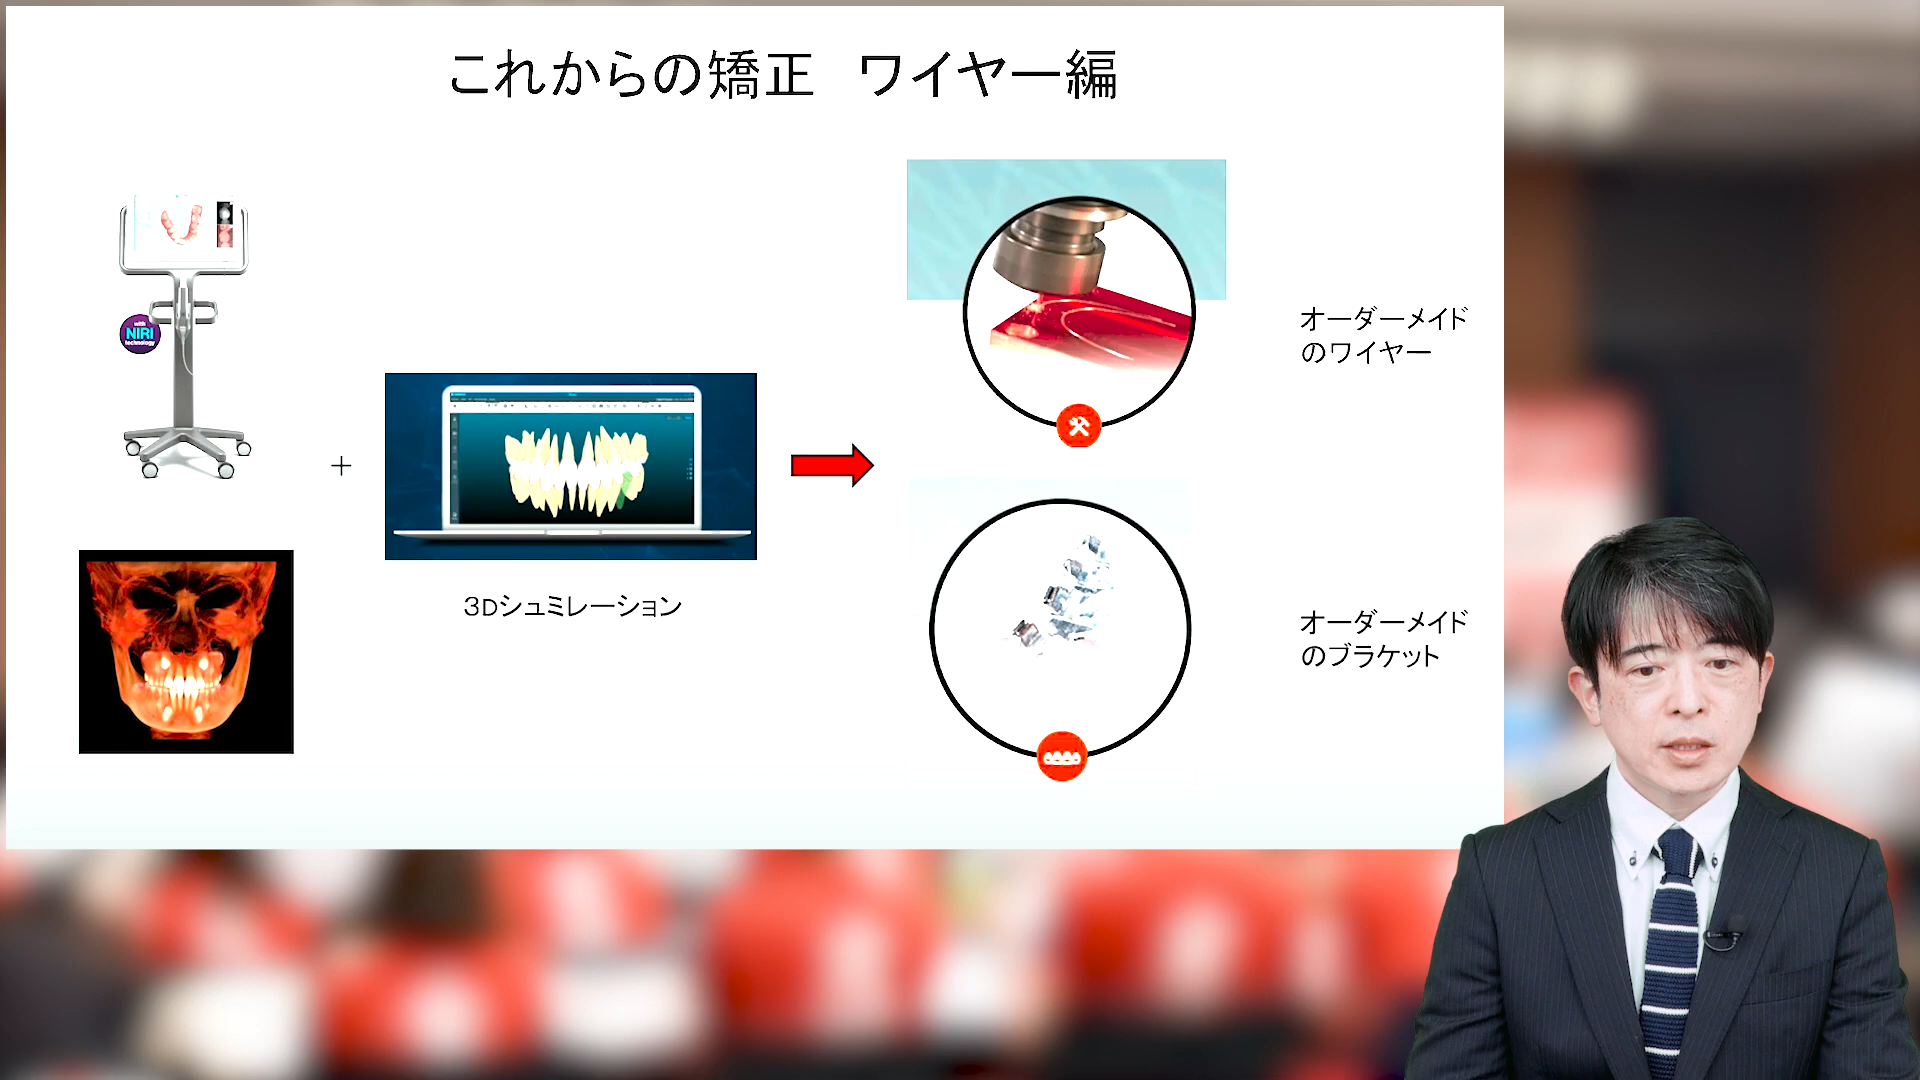 これからの矯正　ワイヤー編
with
NIRI
technology
+
3Dシュミレーション
オーダーメイド
のワイヤー
オーダーメイド
のブラケット